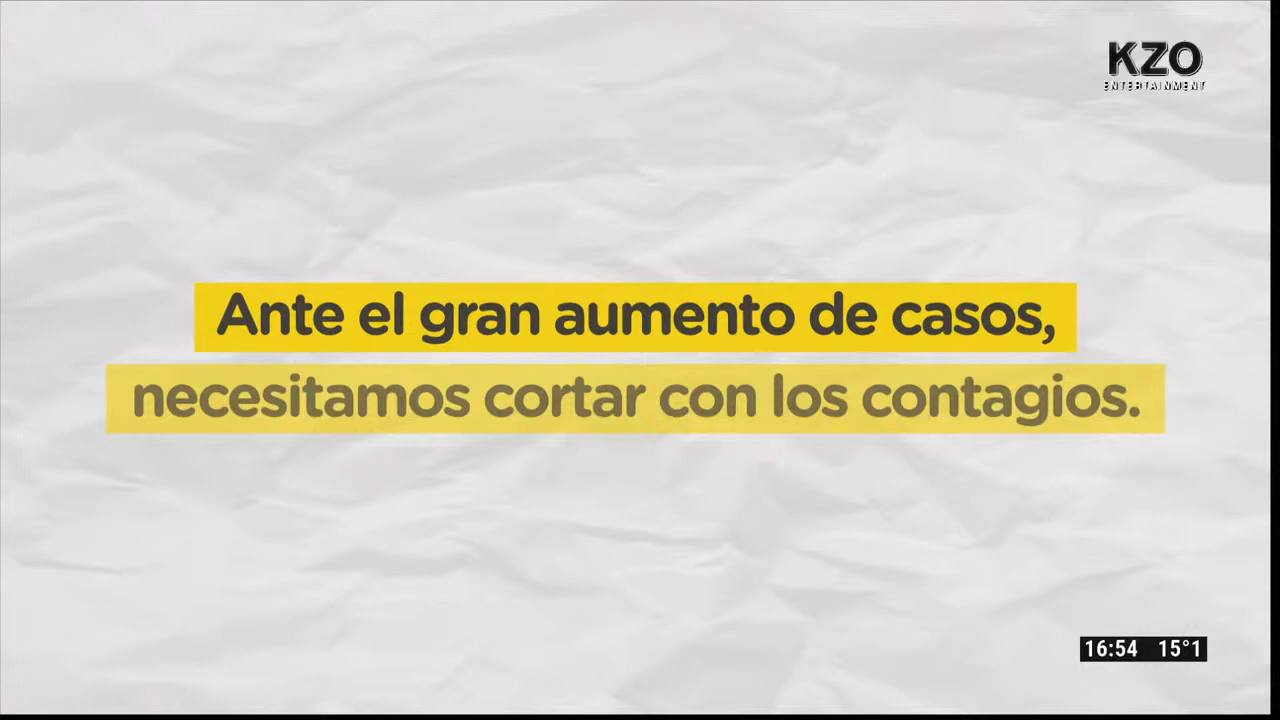 KZO
ENTERTAINMENT
Ante el gran aumento de casos,
necesitamos cortar con los contagios.
16:54 15°1